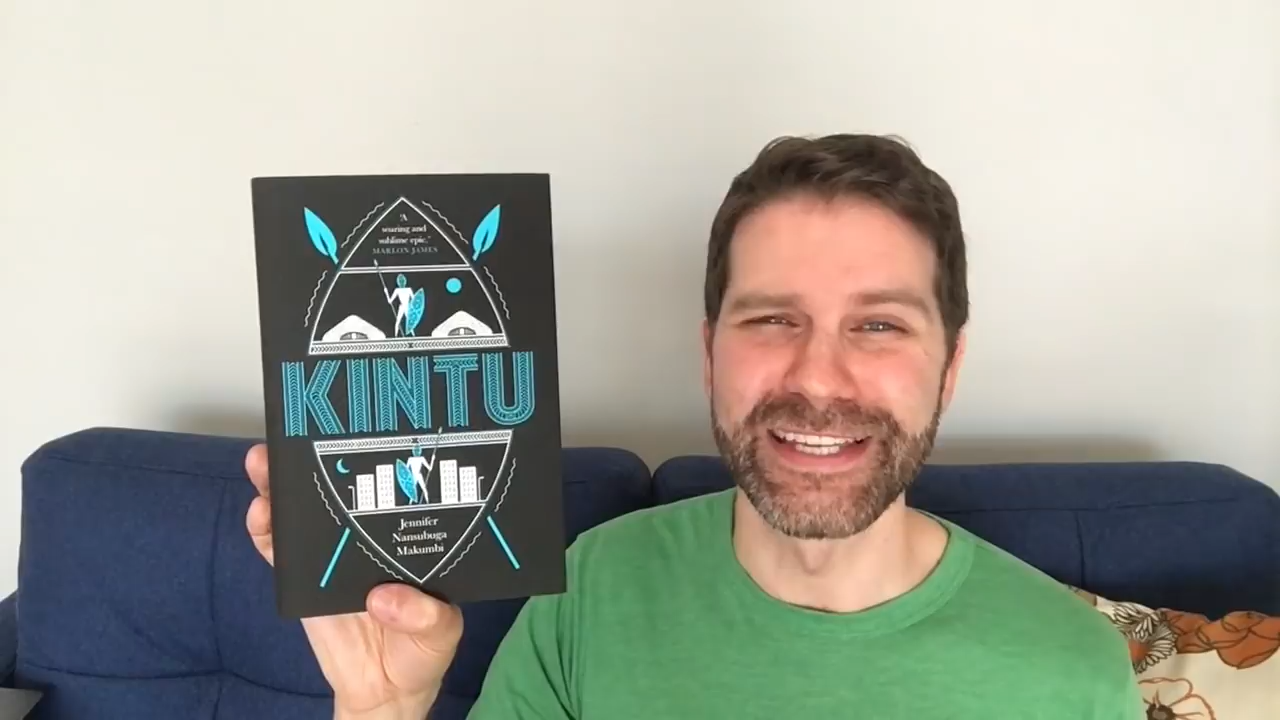 'A
soaring and
sublime epic.'
MARLON JAMES
KINTU
Jennifer
Nansubuga
Makumbi